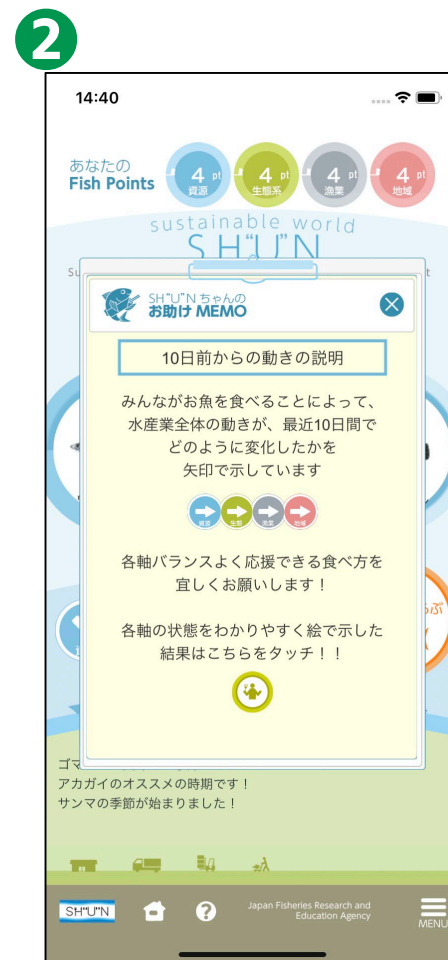 2
14:40
あなたの
Fish Points
4 pt
資源
4 pt
生態系
4 pt
漁業
4 pt
地域
sustainable world
SH"U"N
SH"U"Nちゃんの
お助けMEMO
10日前からの動きの説明
みんながお魚を食べることによって、
水産業全体の動きが、最近10日間で
どのように変化したかを
矢印で示しています
資源
生態
漁業
地域
各軸バランスよく応援できる食べ方を
宜しくお願いします！
各軸の状態をわかりやすく絵で示した
結果はこちらをタッチ！！
ゴマ
アカガイのオススメの時期です！
サンマの季節が始まりました！
SH"U"N
?
Japan Fisheries Research and
Education Agency
MENU